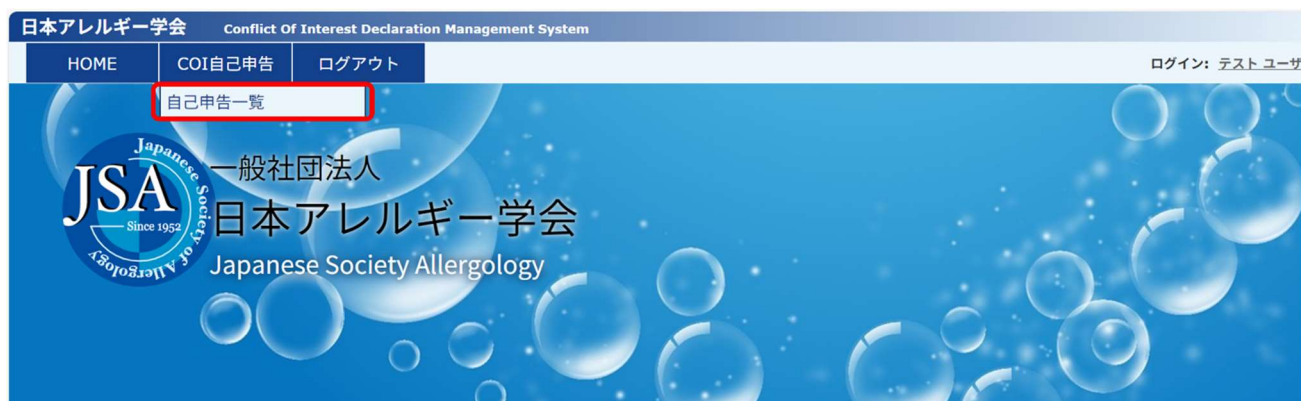 日本アレルギー学会 Conflict Of Interest Declaration Management System
HOME COI自己申告 ログアウト ログイン: テスト ユーザ
自己申告一覧
JSA
Since 1952
Japanese Society of Allergology
一般社団法人
日本アレルギー学会
Japanese Society Allergology